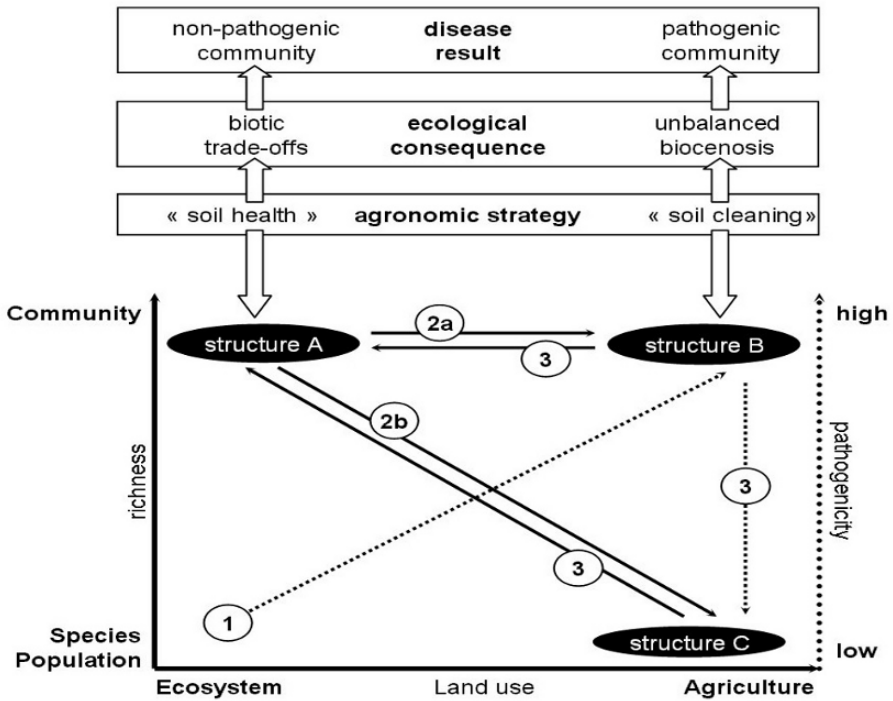 non-pathogenic community
disease result
pathogenic community
biotic trade-offs
ecological consequence
unbalanced biocenosis
« soil health »
agronomic strategy
« soil cleaning»
Community
high
structure A
2a
structure B
3
2b
richness
3
pathogenicity
3
1
Species
Population
structure C
low
Ecosystem
Land use
Agriculture